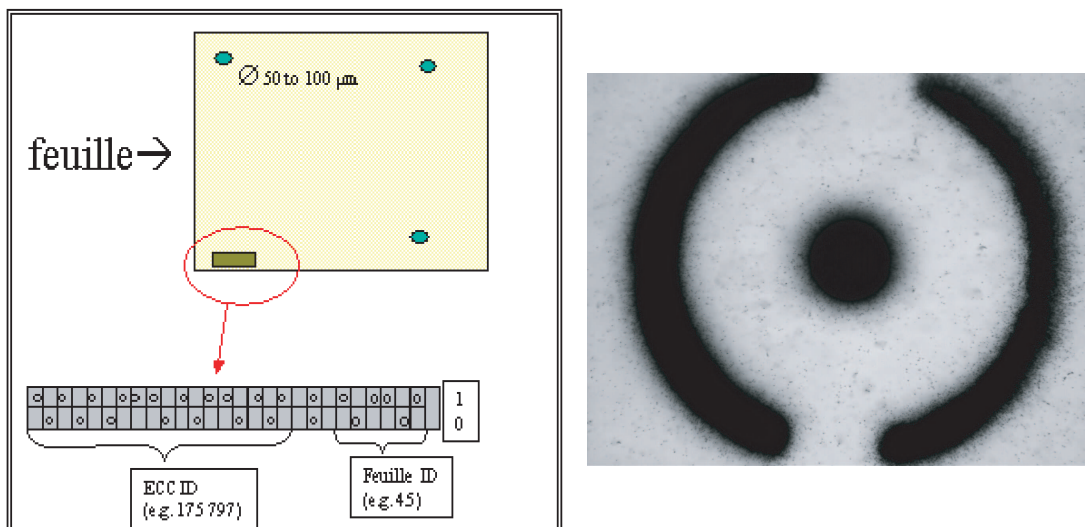 ∅ 50 to 100 μm
feuille→
1
0
ECC ID
(e.g. 175 797)
Feuille ID
(e.g. 45)